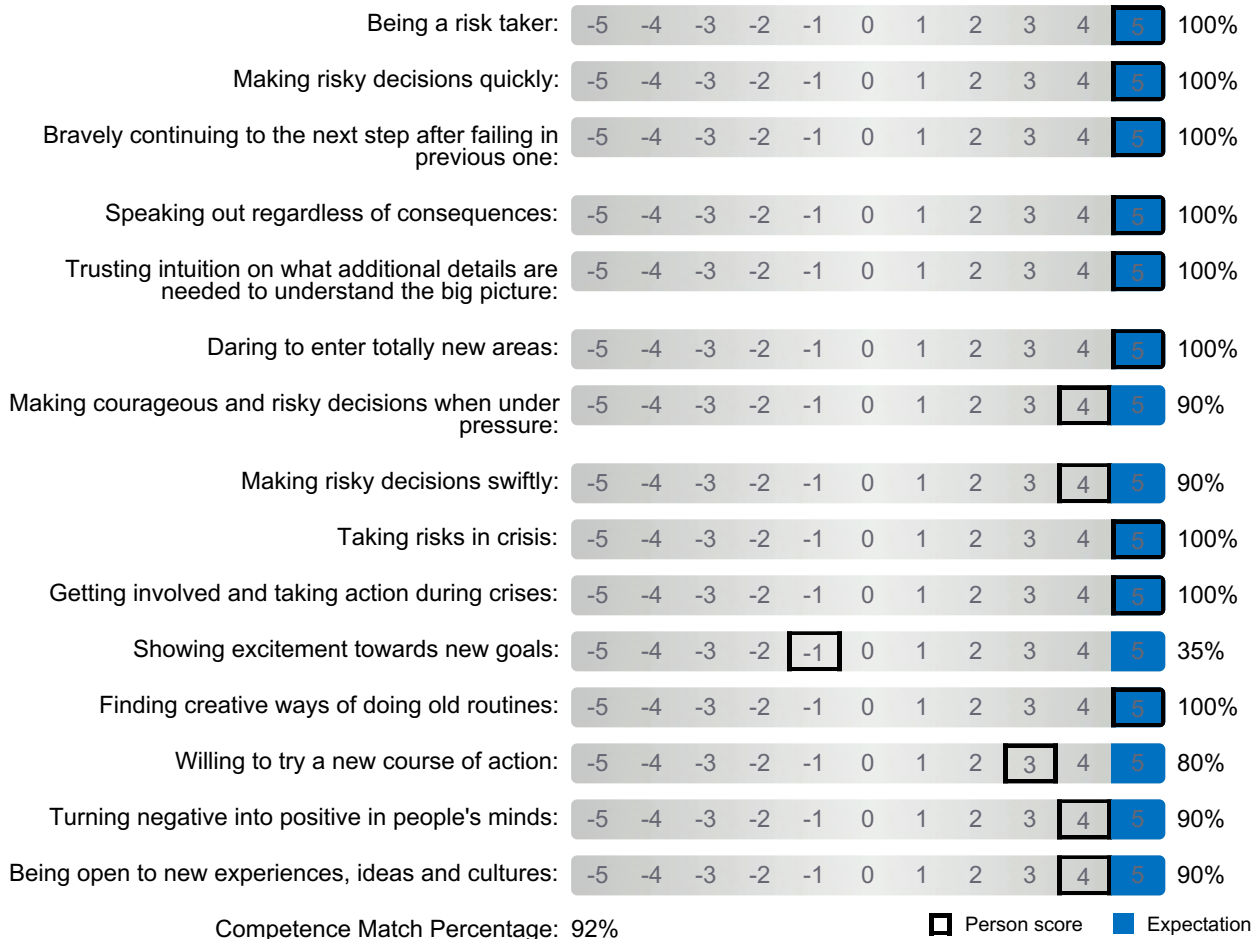 Being a risk taker: -5 -4 -3 -2 -1 0 1 2 3 4 5 100%
Making risky decisions quickly: -5 -4 -3 -2 -1 0 1 2 3 4 5 100%
Bravely continuing to the next step after failing in
previous one: -5 -4 -3 -2 -1 0 1 2 3 4 5 100%
Speaking out regardless of consequences: -5 -4 -3 -2 -1 0 1 2 3 4 5 100%
Trusting intuition on what additional details are
needed to understand the big picture: -5 -4 -3 -2 -1 0 1 2 3 4 5 100%
Daring to enter totally new areas: -5 -4 -3 -2 -1 0 1 2 3 4 5 100%
Making courageous and risky decisions when under
pressure: -5 -4 -3 -2 -1 0 1 2 3 4 5 90%
Making risky decisions swiftly: -5 -4 -3 -2 -1 0 1 2 3 4 5 90%
Taking risks in crisis: -5 -4 -3 -2 -1 0 1 2 3 4 5 100%
Getting involved and taking action during crises: -5 -4 -3 -2 -1 0 1 2 3 4 5 100%
Showing excitement towards new goals: -5 -4 -3 -2 -1 0 1 2 3 4 5 35%
Finding creative ways of doing old routines: -5 -4 -3 -2 -1 0 1 2 3 4 5 100%
Willing to try a new course of action: -5 -4 -3 -2 -1 0 1 2 3 4 5 80%
Turning negative into positive in people's minds: -5 -4 -3 -2 -1 0 1 2 3 4 5 90%
Being open to new experiences, ideas and cultures: -5 -4 -3 -2 -1 0 1 2 3 4 5 90%
Competence Match Percentage: 92% Person score Expectation